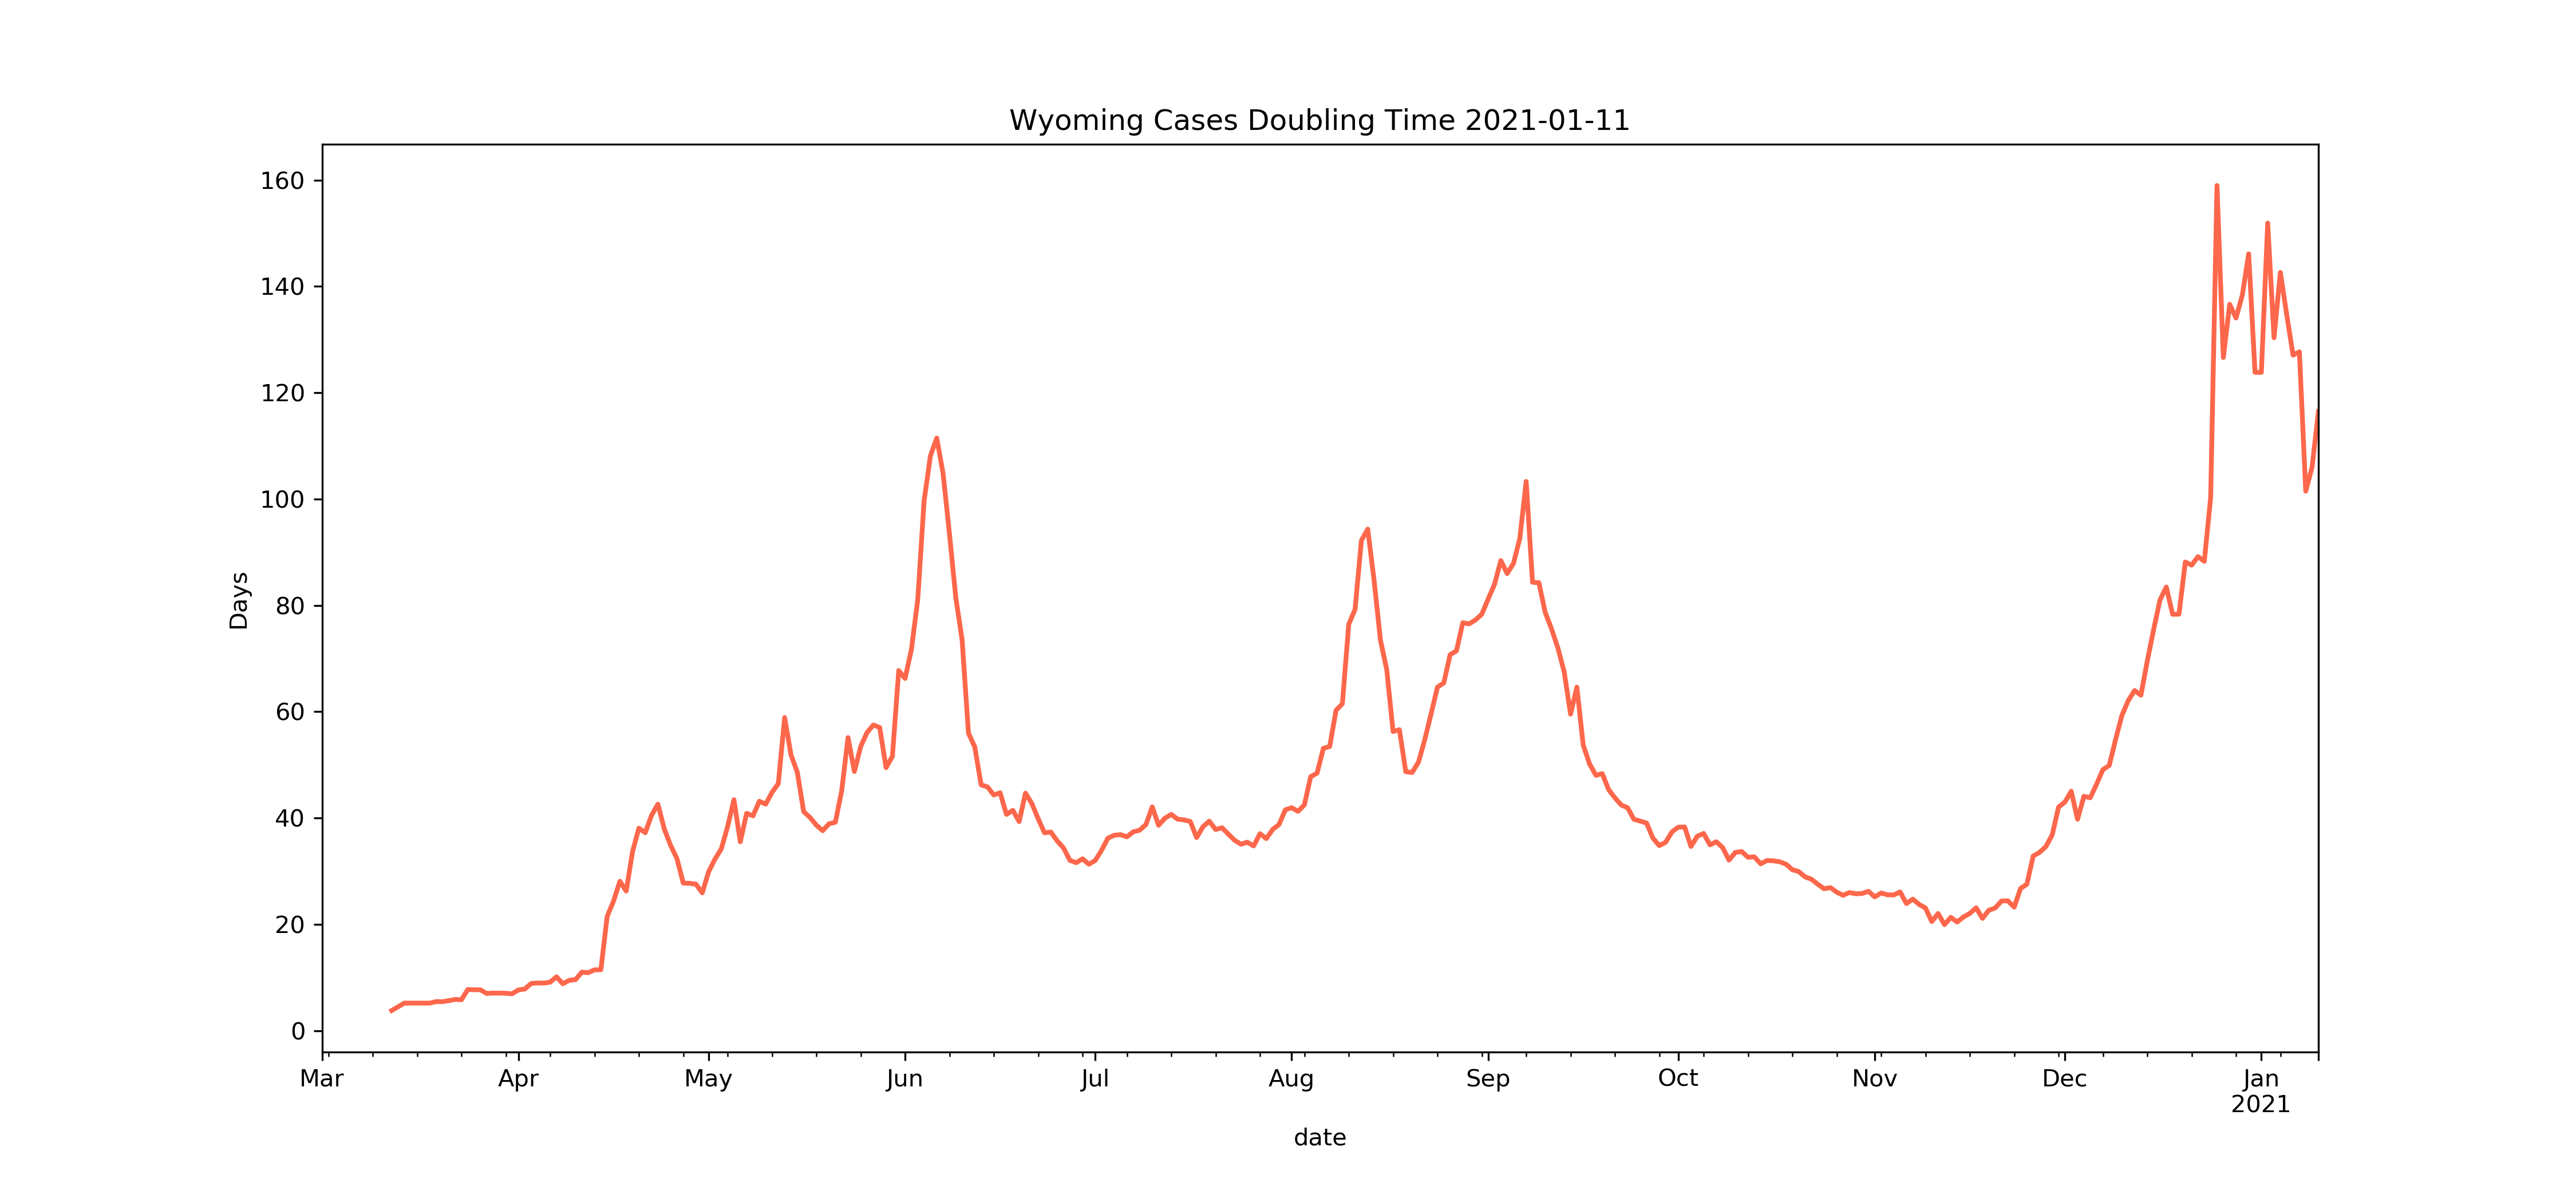 Wyoming Cases Doubling Time 2021-01-11
160
140
120
100
80
60
40
20
0
Days
Mar Apr May Jun Jul Aug Sep Oct Nov Dec Jan
2021
date